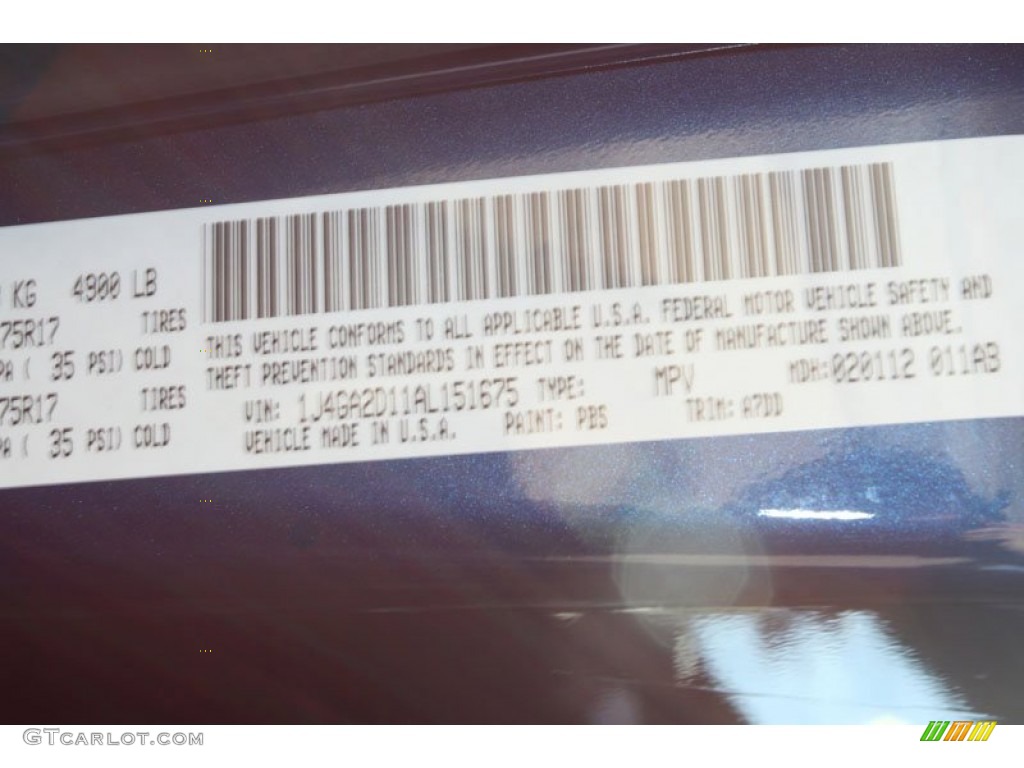 KG 4900 LB
75R17 TIRES
PA ( 35 PSI) COLD
75R17 TIRES
PA ( 35 PSI) COLD
THIS VEHICLE CONFORMS TO ALL APPLICABLE U.S.A. FEDERAL MOTOR VEHICLE SAFETY AND
THEFT PREVENTION STANDARDS IN EFFECT ON THE DATE OF MANUFACTURE SHOWN ABOVE.
VIN: 1J4GA2D11AL151675 TYPE: MPV MDH:020112 011AB
VEHICLE MADE IN U.S.A. PAINT: PBS TRIM: A7DD
GTCARLOT.COM